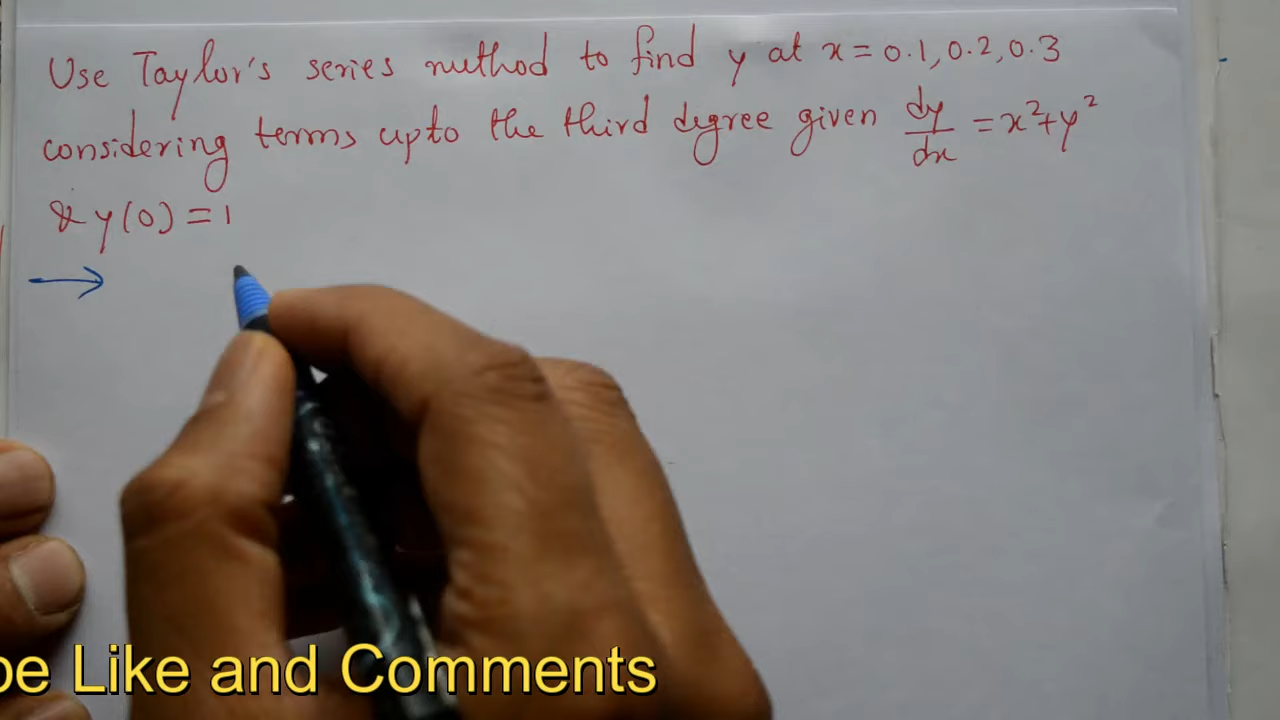 Use Taylor's series method to find y at x = 0.1, 0.2, 0.3
considering terms upto the third degree given dy/dx = x²+y²
& y(0) = 1
be Like and Comments